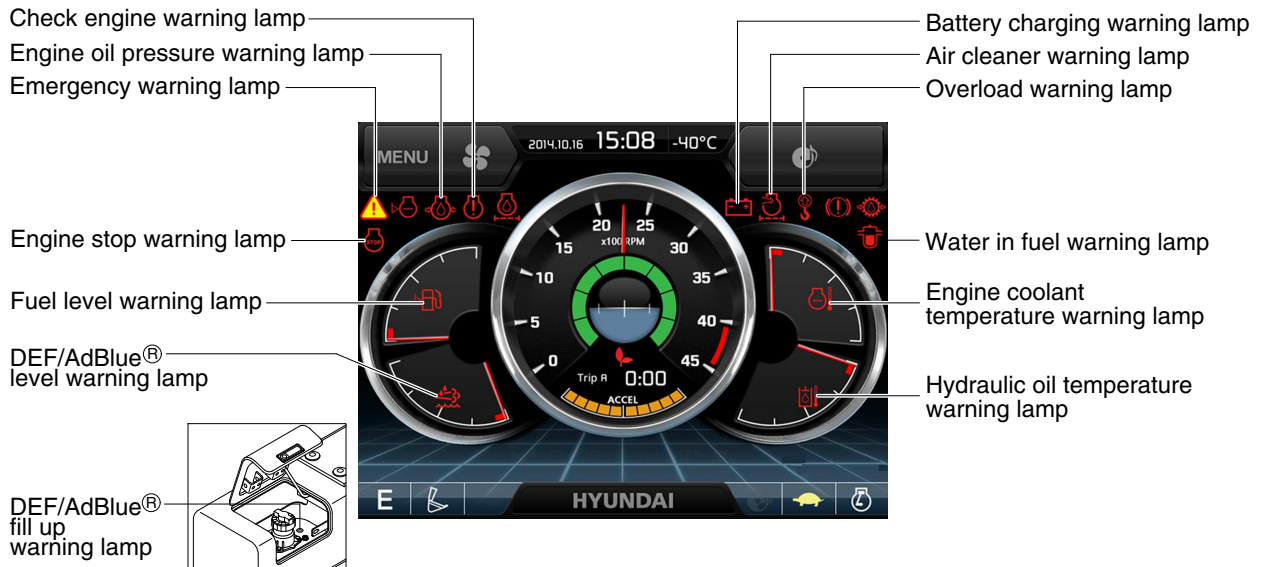 Check engine warning lamp
Engine oil pressure warning lamp
Emergency warning lamp
Engine stop warning lamp
Fuel level warning lamp
DEF/AdBlue®
level warning lamp
DEF/AdBlue®
fill up
warning lamp
MENU
2014.10.16 15:08 -40°C
STOP
x100 RPM
0
5
10
15
20
25
30
35
40
45
Trip A 0:00
ACCEL
E
HYUNDAI
Battery charging warning lamp
Air cleaner warning lamp
Overload warning lamp
Water in fuel warning lamp
Engine coolant
temperature warning lamp
Hydraulic oil temperature
warning lamp